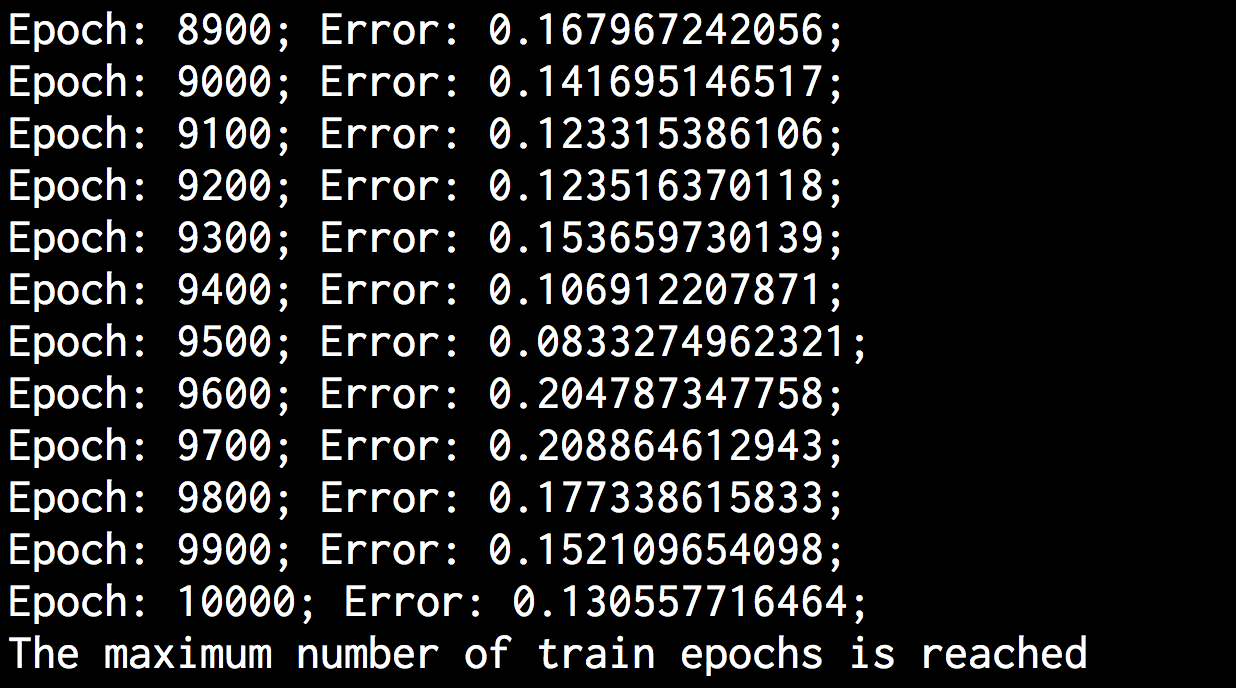 Epoch: 8900; Error: 0.167967242056;
Epoch: 9000; Error: 0.141695146517;
Epoch: 9100; Error: 0.123315386106;
Epoch: 9200; Error: 0.123516370118;
Epoch: 9300; Error: 0.153659730139;
Epoch: 9400; Error: 0.106912207871;
Epoch: 9500; Error: 0.0833274962321;
Epoch: 9600; Error: 0.204787347758;
Epoch: 9700; Error: 0.208864612943;
Epoch: 9800; Error: 0.177338615833;
Epoch: 9900; Error: 0.152109654098;
Epoch: 10000; Error: 0.130557716464;
The maximum number of train epochs is reached